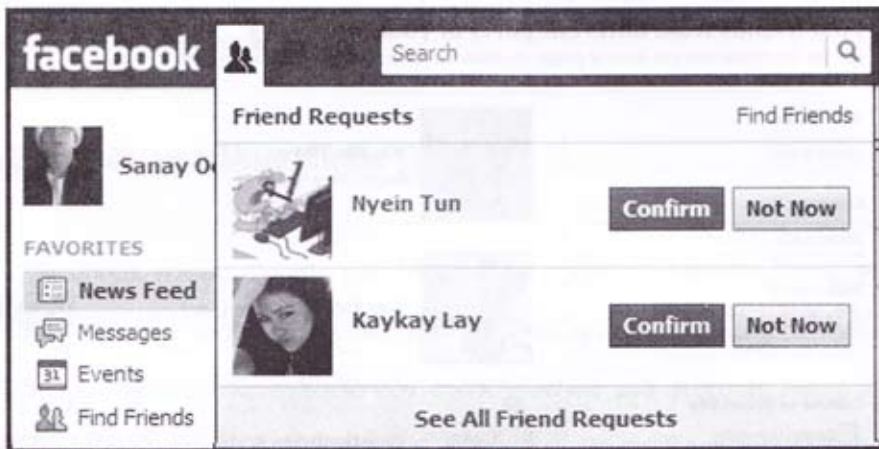 facebook
Search
Friend Requests Find Friends
Sanay
Nyein Tun Confirm Not Now
FAVORITES
News Feed
Kaykay Lay Confirm Not Now
Messages
31 Events
Find Friends
See All Friend Requests